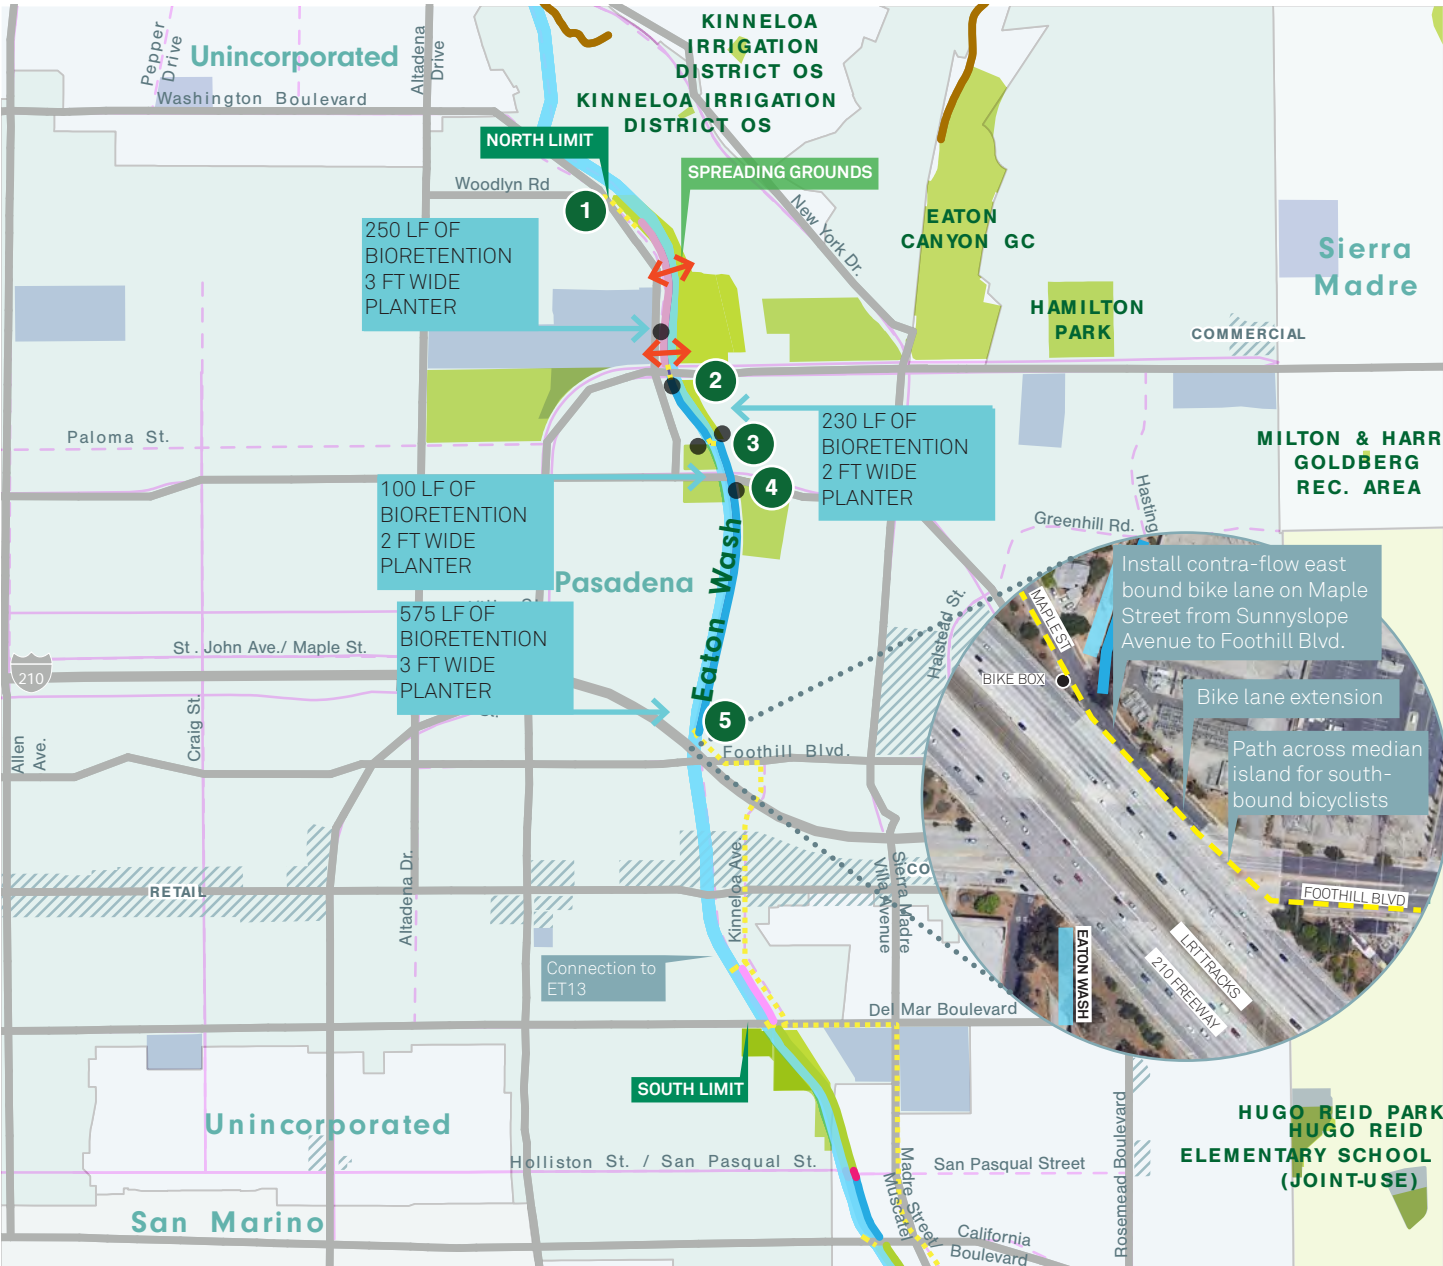 KINNELOA
IRRIGATION
DISTRICT OS
KINNELOA IRRIGATION
DISTRICT OS
Unincorporated
Pepper
Drive
Altadena
Drive
Washington Boulevard
NORTH LIMIT
SPREADING GROUNDS
Woodlyn Rd
1
New York Dr.
EATON
CANYON GC
Sierra
Madre
250 LF OF
BIORETENTION
3 FT WIDE
PLANTER
HAMILTON
PARK
COMMERCIAL
2
230 LF OF
BIORETENTION
2 FT WIDE
PLANTER
3
Paloma St.
MILTON & HARR
GOLDBERG
REC. AREA
4
100 LF OF
BIORETENTION
2 FT WIDE
PLANTER
Hasting
Greenhill Rd.
Eaton Wash
Pasadena
Install contra-flow east
bound bike lane on Maple
Street from Sunnyslope
Avenue to Foothill Blvd.
575 LF OF
BIORETENTION
3 FT WIDE
PLANTER
Halstead St.
MAPLE ST
BIKE BOX
St. John Ave./ Maple St.
210
Bike lane extension
5
St.
Foothill Blvd.
Craig St.
Allen
Ave.
Path across median
island for south-
bound bicyclists
RETAIL
CO
FOOTHILL BLVD
Altadena Dr.
Kinneloa Ave.
Villa Avenue
Sierra Madre
Connection to
ET13
EATON WASH
LRT TRACKS
210 FREEWAY
Del Mar Boulevard
SOUTH LIMIT
Unincorporated
HUGO REID PARK
HUGO REID
ELEMENTARY SCHOOL
(JOINT-USE)
Holliston St. / San Pasqual St.
San Pasqual Street
Rosemead Boulevard
Madre Street/
Muscatel
San Marino
California
Boulevard